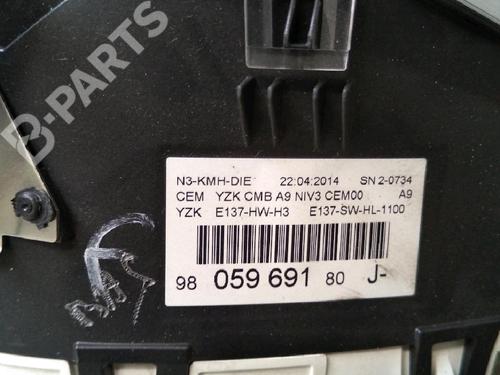 B-PARTS
N3-KMH-DIE 22:04:2014 SN 2-0734
CEM YZK CMB A9 NIV3 CEM00 A9
YZK E137-HW-H3 E137-SW-HL-1100
98 059 691 80 J-